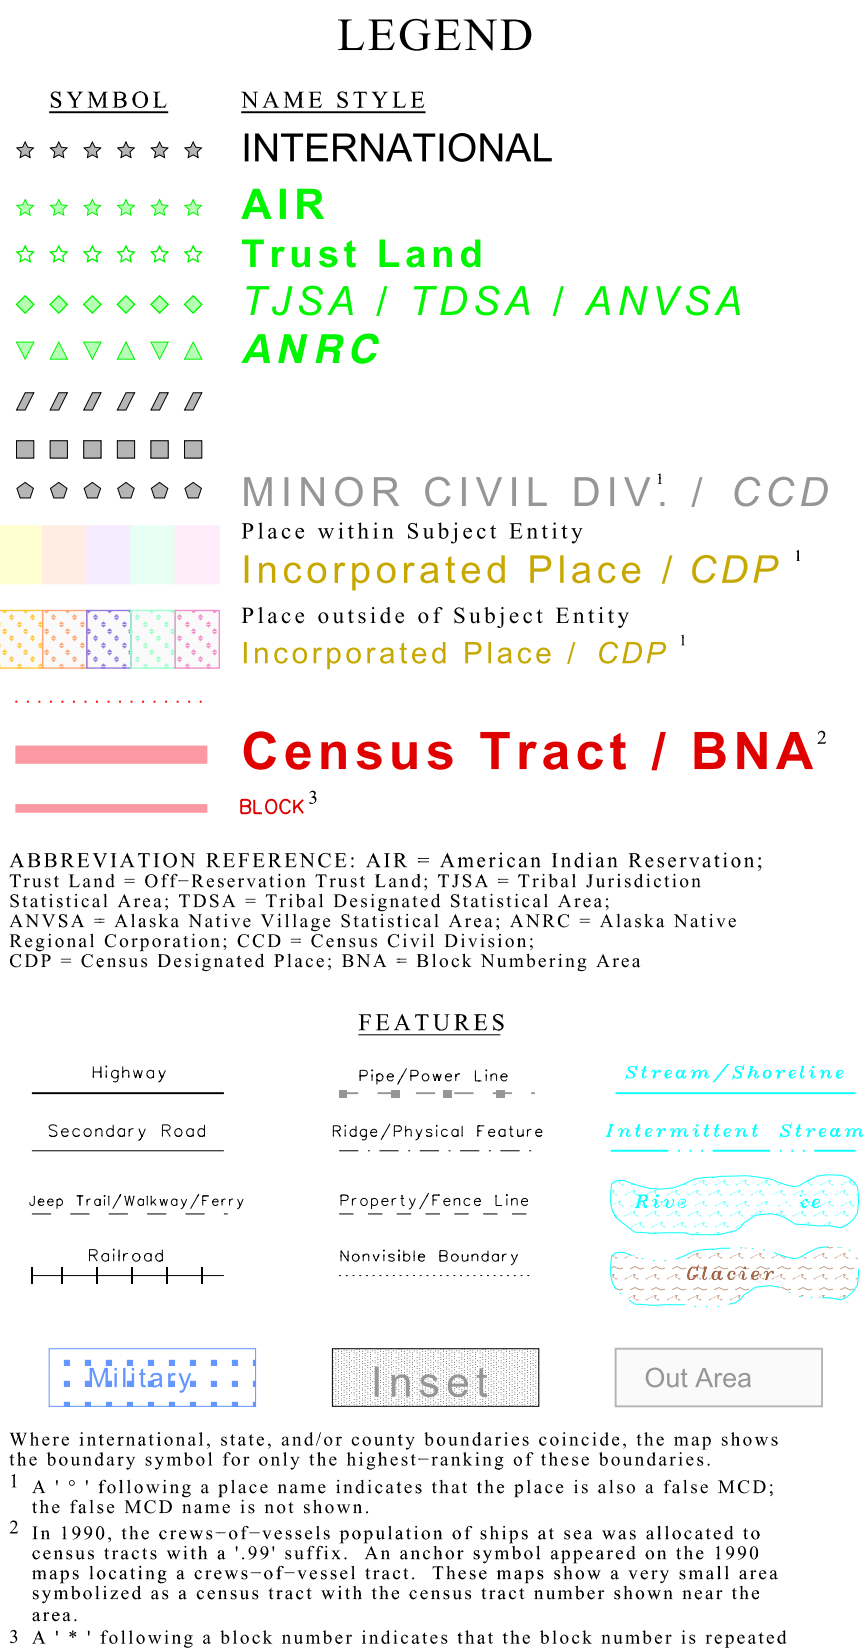 LEGEND
SYMBOL NAME STYLE
INTERNATIONAL
AIR
Trust Land
TJSA / TDSA / ANVSA
ANRC
MINOR CIVIL DIV.¹ / CCD
Place within Subject Entity
Incorporated Place / CDP ¹
Place outside of Subject Entity
Incorporated Place / CDP ¹
Census Tract / BNA²
BLOCK³
ABBREVIATION REFERENCE: AIR = American Indian Reservation;
Trust Land = Off−Reservation Trust Land; TJSA = Tribal Jurisdiction
Statistical Area; TDSA = Tribal Designated Statistical Area;
ANVSA = Alaska Native Village Statistical Area; ANRC = Alaska Native
Regional Corporation; CCD = Census Civil Division;
CDP = Census Designated Place; BNA = Block Numbering Area
FEATURES
Highway Pipe/Power Line Stream/Shoreline
Secondary Road Ridge/Physical Feature Intermittent Stream
Jeep Trail/Walkway/Ferry Property/Fence Line
Railroad Nonvisible Boundary Glacier
Military Inset Out Area
Where international, state, and/or county boundaries coincide, the map shows
the boundary symbol for only the highest−ranking of these boundaries.
1 A ' ° ' following a place name indicates that the place is also a false MCD;
the false MCD name is not shown.
2 In 1990, the crews−of−vessels population of ships at sea was allocated to
census tracts with a '.99' suffix. An anchor symbol appeared on the 1990
maps locating a crews−of−vessel tract. These maps show a very small area
symbolized as a census tract with the census tract number shown near the
area.
3 A ' * ' following a block number indicates that the block number is repeated